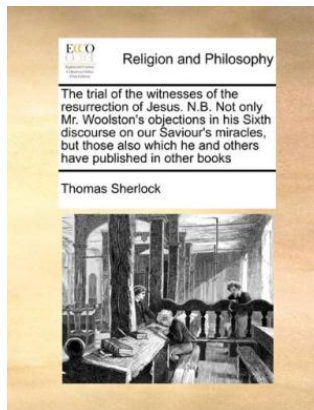 ECCO
Religion and Philosophy
The trial of the witnesses of the
resurrection of Jesus. N.B. Not only
Mr. Woolston's objections in his Sixth
discourse on our Saviour's miracles,
but those also which he and others
have published in other books
Thomas Sherlock